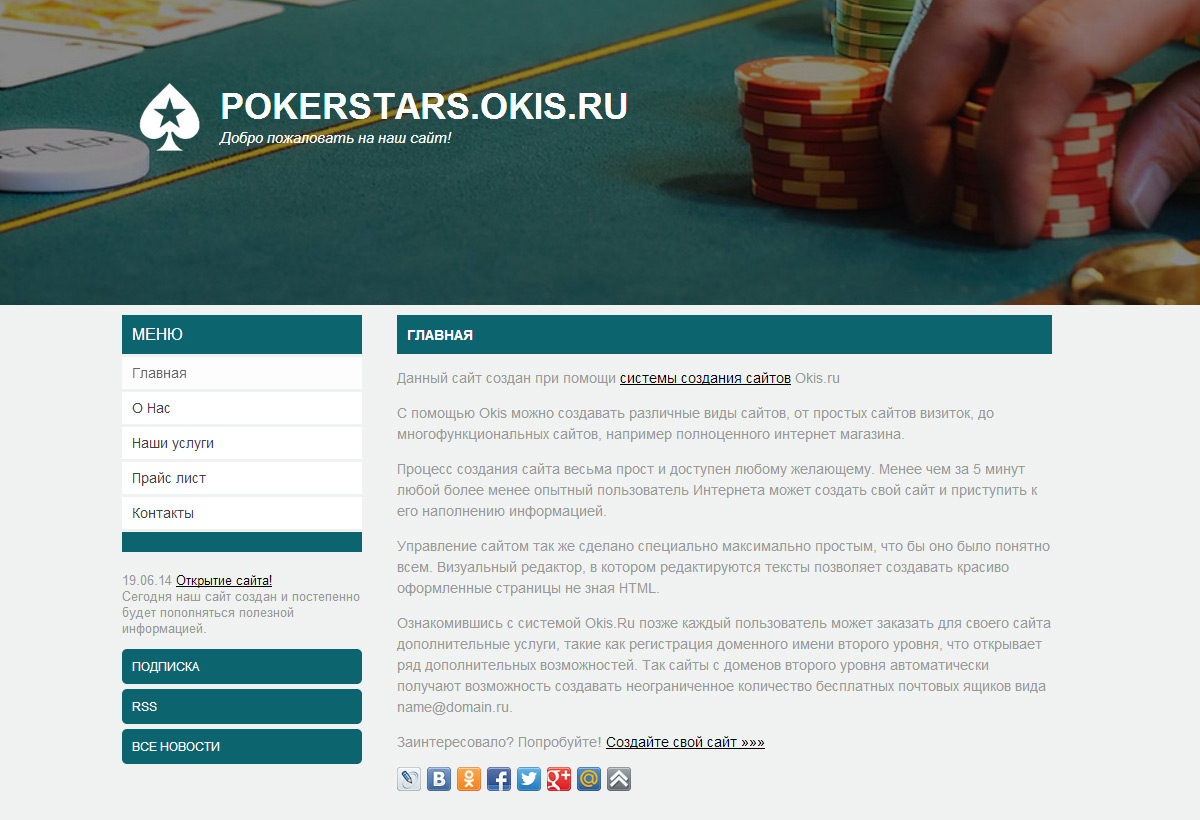 DEALER
POKERSTARS.OKIS.RU
Добро пожаловать на наш сайт!
МЕНЮ
Главная
О Нас
Наши услуги
Прайс лист
Контакты
19.06.14 Открытие сайта!
Сегодня наш сайт создан и постепенно
будет пополняться полезной
информацией.
ПОДПИСКА
RSS
ВСЕ НОВОСТИ
ГЛАВНАЯ
Данный сайт создан при помощи системы создания сайтов Okis.ru
С помощью Okis можно создавать различные виды сайтов, от простых сайтов визиток, до
многофункциональных сайтов, например полноценного интернет магазина.
Процесс создания сайта весьма прост и доступен любому желающему. Менее чем за 5 минут
любой более менее опытный пользователь Интернета может создать свой сайт и приступить к
его наполнению информацией.
Управление сайтом так же сделано специально максимально простым, что бы оно было понятно
всем. Визуальный редактор, в котором редактируются тексты позволяет создавать красиво
оформленные страницы не зная HTML.
Ознакомившись с системой Okis.Ru позже каждый пользователь может заказать для своего сайта
дополнительные услуги, такие как регистрация доменного имени второго уровня, что открывает
ряд дополнительных возможностей. Так сайты с доменов второго уровня автоматически
получают возможность создавать неограниченное количество бесплатных почтовых ящиков вида
name@domain.ru.
Заинтересовало? Попробуйте! Создайте свой сайт »»»